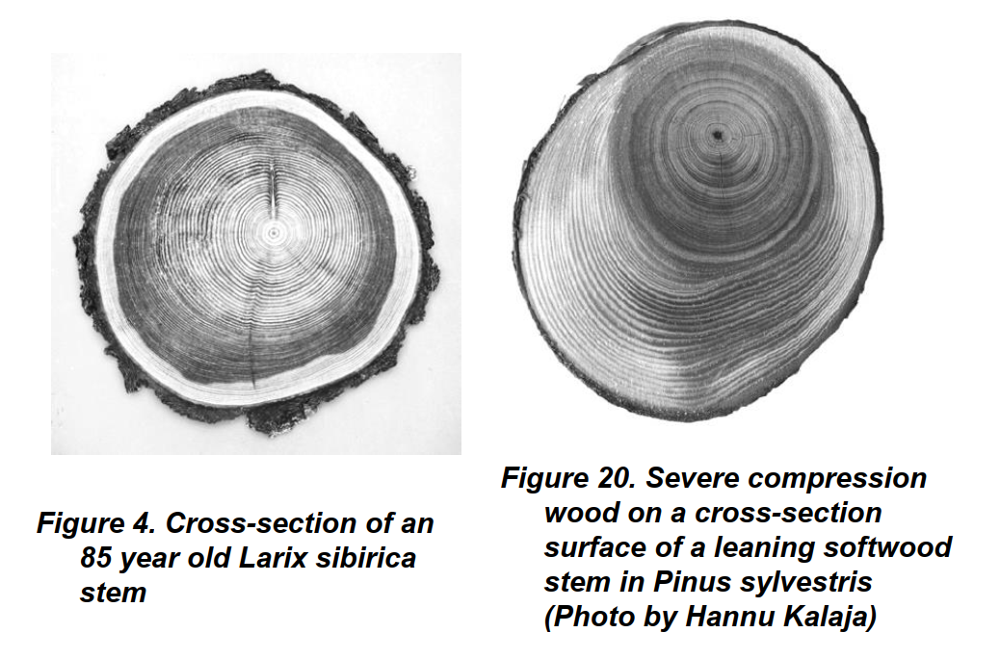 Figure 4. Cross-section of an
85 year old Larix sibirica
stem
Figure 20. Severe compression
wood on a cross-section
surface of a leaning softwood
stem in Pinus sylvestris
(Photo by Hannu Kalaja)